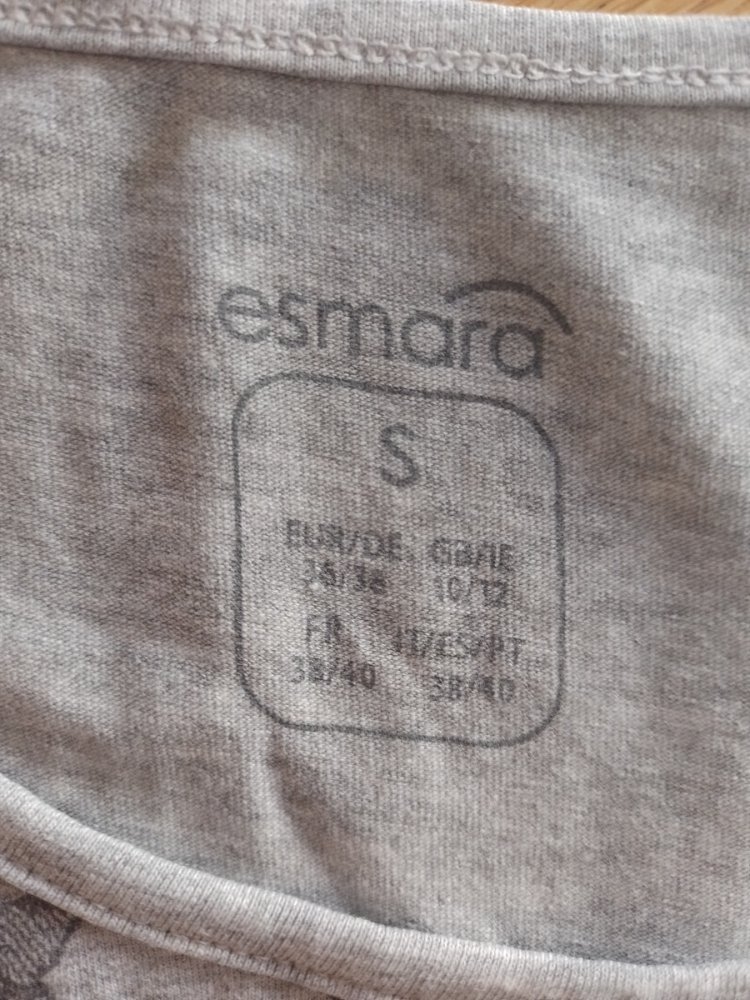 esmara
S
EUR/DE GB/IE
36/38 10/12
FR IT/ES/PT
38/40 38/40